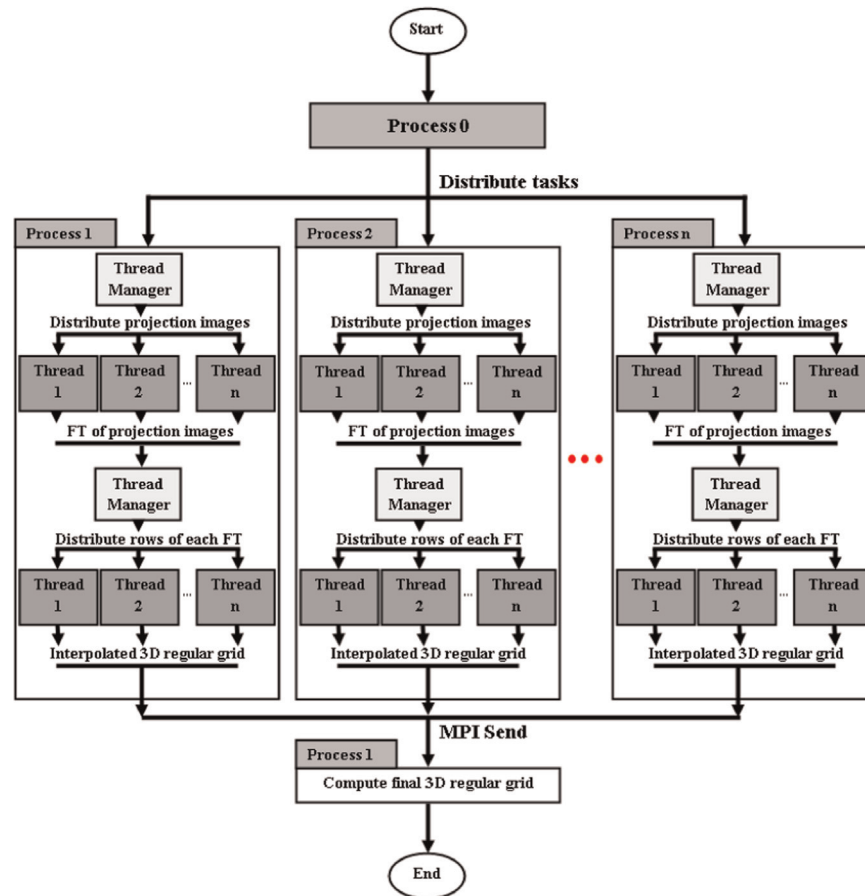 Start
Process 0
Distribute tasks
Process 1
Thread
Manager
Distribute projection images
Thread
1
Thread
2
...
Thread
n
FT of projection images
Thread
Manager
Distribute rows of each FT
Thread
1
Thread
2
...
Thread
n
Interpolated 3D regular grid
Process 2
Thread
Manager
Distribute projection images
Thread
1
Thread
2
...
Thread
n
FT of projection images
Thread
Manager
Distribute rows of each FT
Thread
1
Thread
2
...
Thread
n
Interpolated 3D regular grid
...
Process n
Thread
Manager
Distribute projection images
Thread
1
Thread
2
...
Thread
n
FT of projection images
Thread
Manager
Distribute rows of each FT
Thread
1
Thread
2
...
Thread
n
Interpolated 3D regular grid
MPI Send
Process 1
Compute final 3D regular grid
End